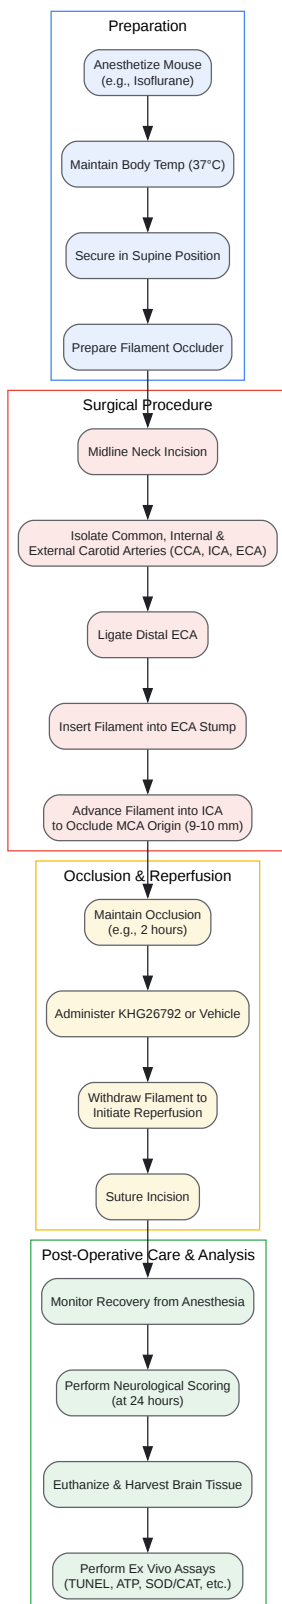 Preparation
Anesthetize Mouse
(e.g., Isoflurane)
Maintain Body Temp (37°C)
Secure in Supine Position
Prepare Filament Occluder
Surgical Procedure
Midline Neck Incision
Isolate Common, Internal &
External Carotid Arteries (CCA, ICA, ECA)
Ligate Distal ECA
Insert Filament into ECA Stump
Advance Filament into ICA
to Occlude MCA Origin (9-10 mm)
Occlusion & Reperfusion
Maintain Occlusion
(e.g., 2 hours)
Administer KHG26792 or Vehicle
Withdraw Filament to
Initiate Reperfusion
Suture Incision
Post-Operative Care & Analysis
Monitor Recovery from Anesthesia
Perform Neurological Scoring
(at 24 hours)
Euthanize & Harvest Brain Tissue
Perform Ex Vivo Assays
(TUNEL, ATP, SOD/CAT, etc.)